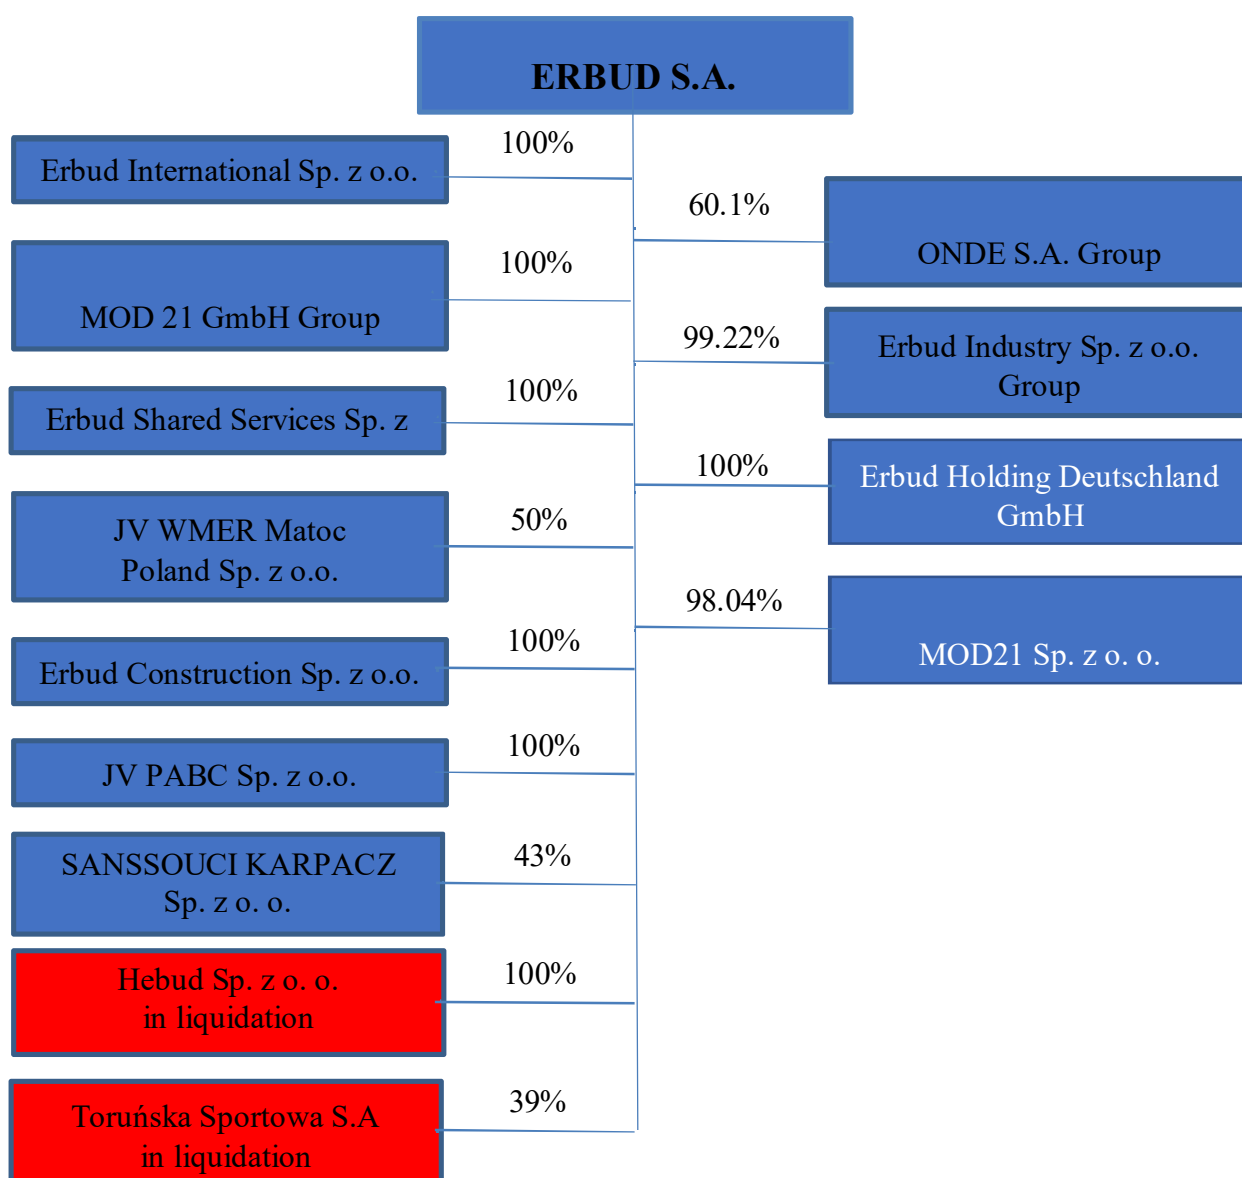 ERBUD S.A.
100%
Erbud International Sp. z o.o.
60.1%
ONDE S.A. Group
100%
MOD 21 GmbH Group
99.22%
Erbud Industry Sp. z o.o.
Group
100%
Erbud Shared Services Sp. z
100%
Erbud Holding Deutschland
GmbH
50%
JV WMER Matoc
Poland Sp. z o.o.
98.04%
MOD21 Sp. z o. o.
100%
Erbud Construction Sp. z o.o.
100%
JV PABC Sp. z o.o.
43%
SANSSOUCI KARPACZ
Sp. z o. o.
100%
Hebud Sp. z o. o.
in liquidation
39%
Toruńska Sportowa S.A
in liquidation